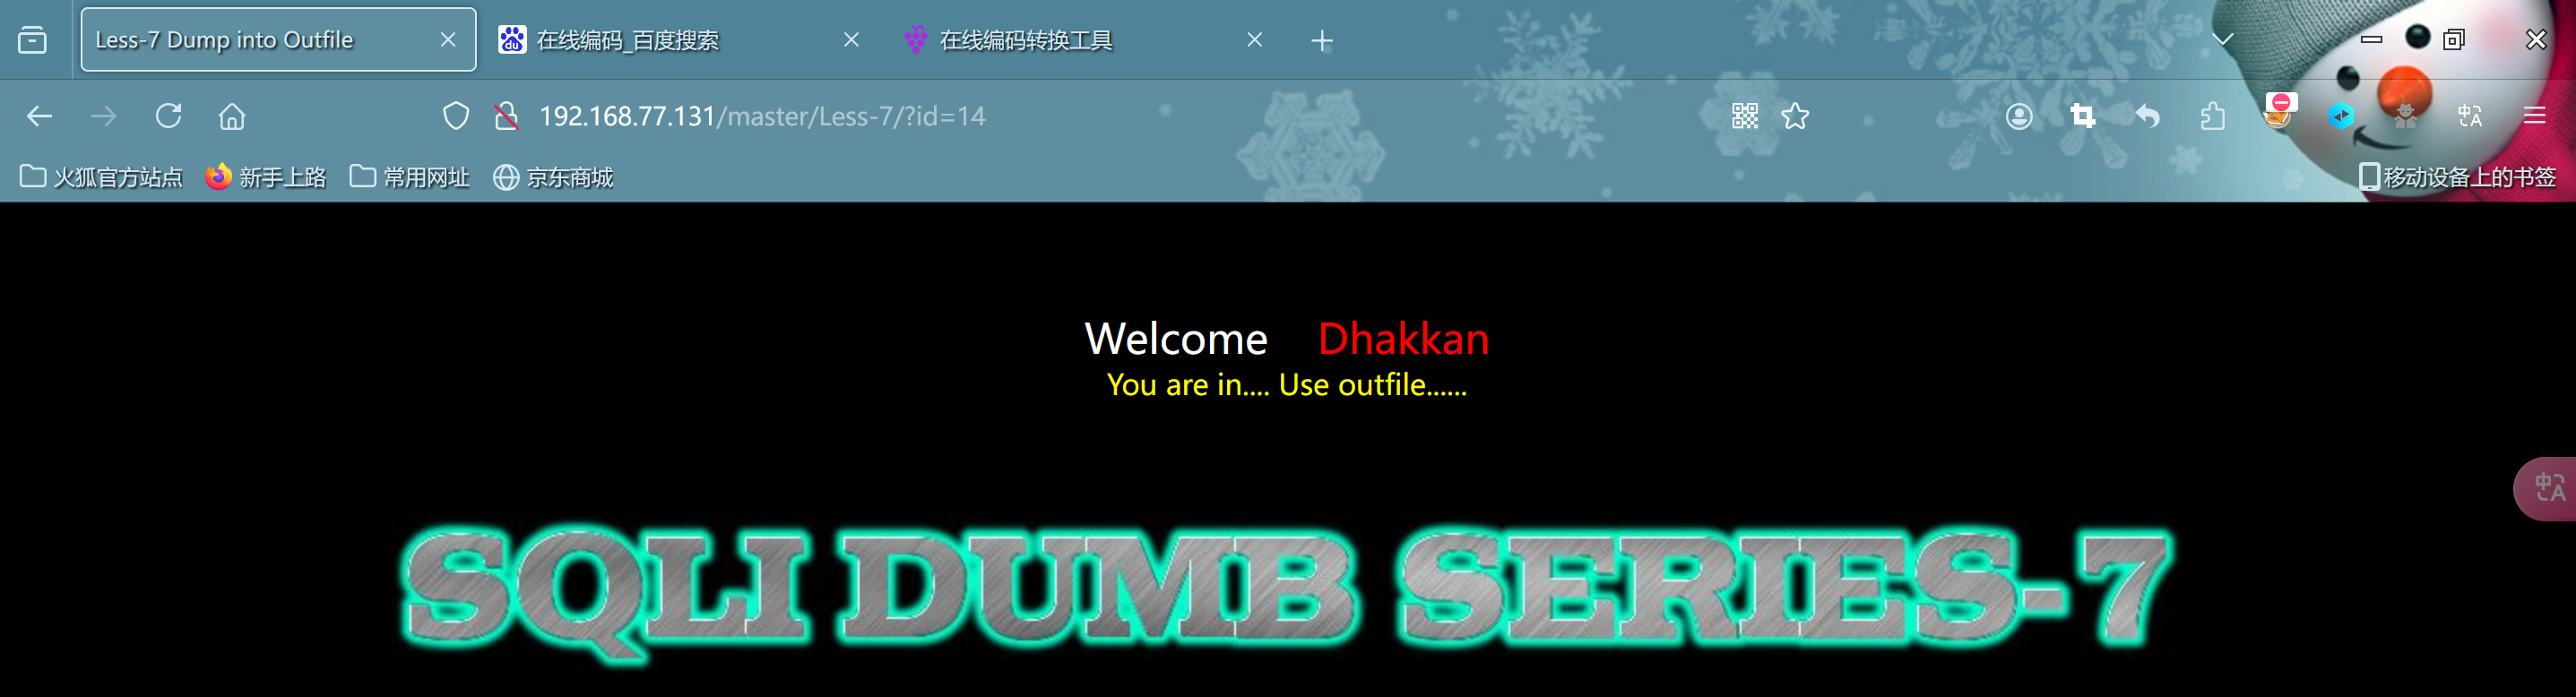 Less-7 Dump into Outfile
在线编码_百度搜索
在线编码转换工具
192.168.77.131/master/Less-7/?id=14
火狐官方站点 新手上路 常用网址 京东商城 移动设备上的书签
Welcome Dhakkan
You are in.... Use outfile......
SQLI DUMB SERIES-7